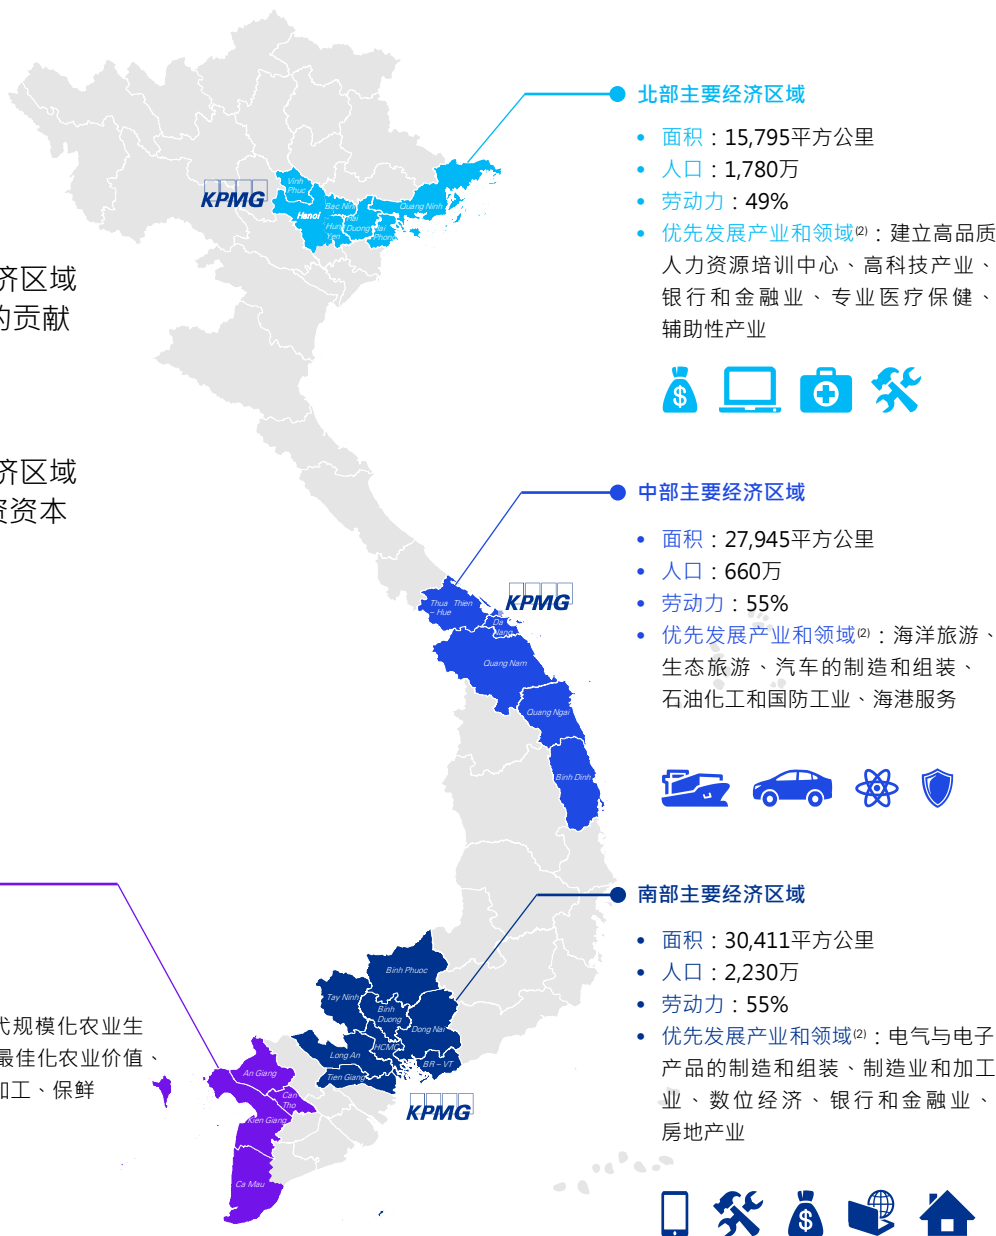 北部主要经济区域
• 面积：15,795平方公里
• 人口：1,780万
• 劳动力：49%
• 优先发展产业和领域(2)：建立高品质
人力资源培训中心、高科技产业、
银行和金融业、专业医疗保健、
辅助性产业
KPMG
Vinh
Phuc
Bac Ninh
Quang Ninh
Hanoi
Hai
Hung
Duong
Yen
Phong
济区域
的贡献
济区域
资资本
中部主要经济区域
• 面积：27,945平方公里
• 人口：660万
• 劳动力：55%
• 优先发展产业和领域(2)：海洋旅游、
生态旅游、汽车的制造和组装、
石油化工和国防工业、海港服务
KPMG
Thua Thien
– Hue
Da
Nang
Quang Nam
Quang Ngai
Binh Dinh
南部主要经济区域
• 面积：30,411平方公里
• 人口：2,230万
• 劳动力：55%
• 优先发展产业和领域(2)：电气与电子
产品的制造和组装、制造业和加工
业、数位经济、银行和金融业、
房地产业
Binh Phuoc
Tay Ninh
Binh
Duong
Dong Nai
HCMC
Long An
BR – VT
Tien Giang
KPMG
代规模化农业生
最佳化农业价值、
加工、保鲜
An Giang
Can
Tho
Kien Giang
Ca Mau